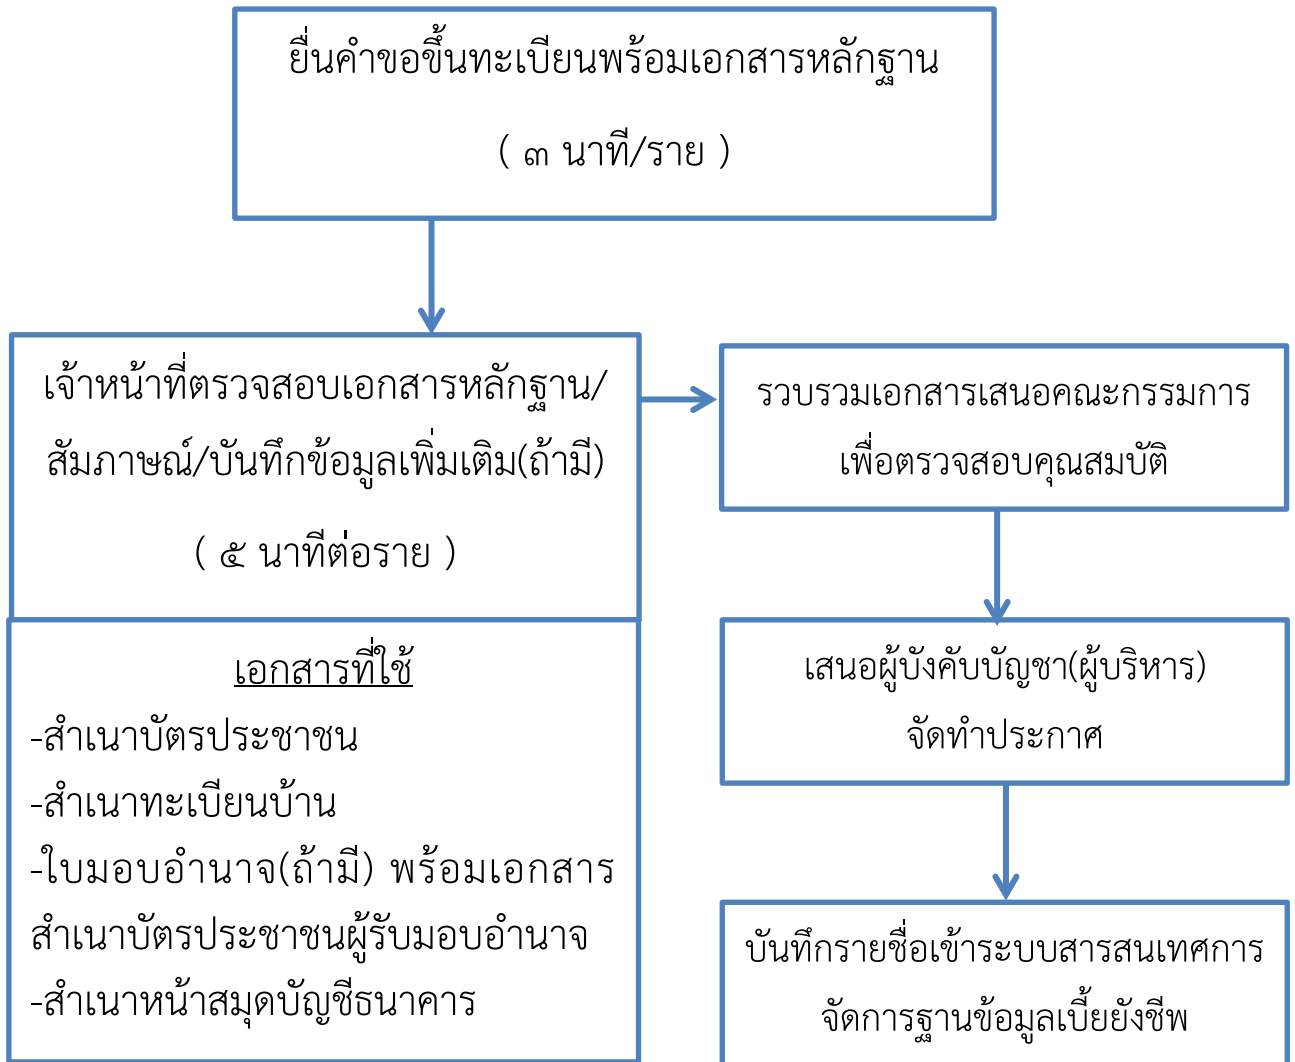 ยื่นคำขอขึ้นทะเบียนพร้อมเอกสารหลักฐาน
( ๓ นาที/ราย )
เจ้าหน้าที่ตรวจสอบเอกสารหลักฐาน/
สัมภาษณ์/บันทึกข้อมูลเพิ่มเติม(ถ้ามี)
( ๕ นาทีต่อราย )
เอกสารที่ใช้
-สำเนาบัตรประชาชน
-สำเนาทะเบียนบ้าน
-ใบมอบอำนาจ(ถ้ามี) พร้อมเอกสาร
สำเนาบัตรประชาชนผู้รับมอบอำนาจ
-สำเนาหน้าสมุดบัญชีธนาคาร
รวบรวมเอกสารเสนอคณะกรรมการ
เพื่อตรวจสอบคุณสมบัติ
เสนอผู้บังคับบัญชา(ผู้บริหาร)
จัดทำประกาศ
บันทึกรายชื่อเข้าระบบสารสนเทศการ
จัดการฐานข้อมูลเบี้ยยังชีพ